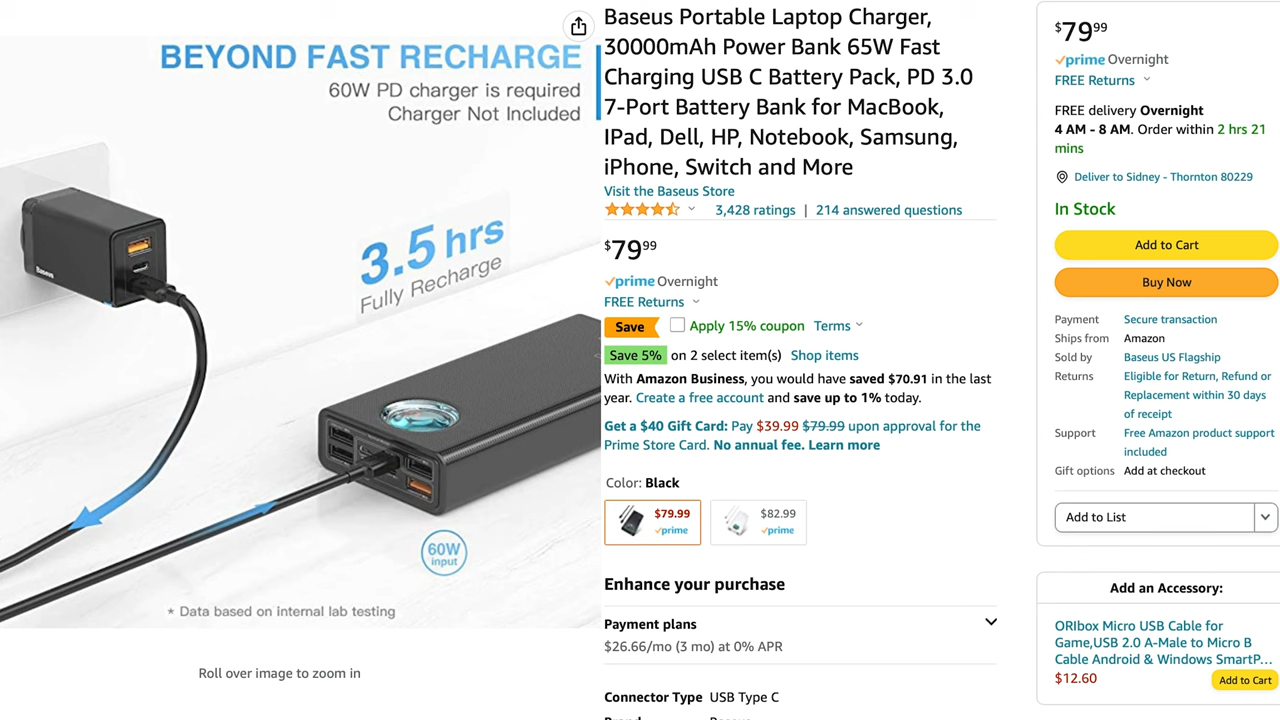 BEYOND FAST RECHARGE
60W PD charger is required
Charger Not Included
Baseus
3.5 hrs
Fully Recharge
60W
input
* Data based on internal lab testing
Roll over image to zoom in
Baseus Portable Laptop Charger,
30000mAh Power Bank 65W Fast
Charging USB C Battery Pack, PD 3.0
7-Port Battery Bank for MacBook,
IPad, Dell, HP, Notebook, Samsung,
iPhone, Switch and More
Visit the Baseus Store
3,428 ratings | 214 answered questions
$79 99
prime Overnight
FREE Returns
Save Apply 15% coupon Terms
Save 5% on 2 select item(s) Shop items
With Amazon Business, you would have saved $70.91 in the last
year. Create a free account and save up to 1% today.
Get a $40 Gift Card: Pay $39.99 $79.99 upon approval for the
Prime Store Card. No annual fee. Learn more
Color: Black
$79.99 $82.99
prime prime
Enhance your purchase
Payment plans
$26.66/mo (3 mo) at 0% APR
Connector Type USB Type C
$79 99
prime Overnight
FREE Returns
FREE delivery Overnight
4 AM - 8 AM. Order within 2 hrs 21
mins
Deliver to Sidney - Thornton 80229
In Stock
Add to Cart
Buy Now
Payment Secure transaction
Ships from Amazon
Sold by Baseus US Flagship
Returns Eligible for Return, Refund or
Replacement within 30 days
of receipt
Support Free Amazon product support
included
Gift options Add at checkout
Add to List
Add an Accessory:
ORIbox Micro USB Cable for
Game,USB 2.0 A-Male to Micro B
Cable Android & Windows SmartP...
$12.60 Add to Cart